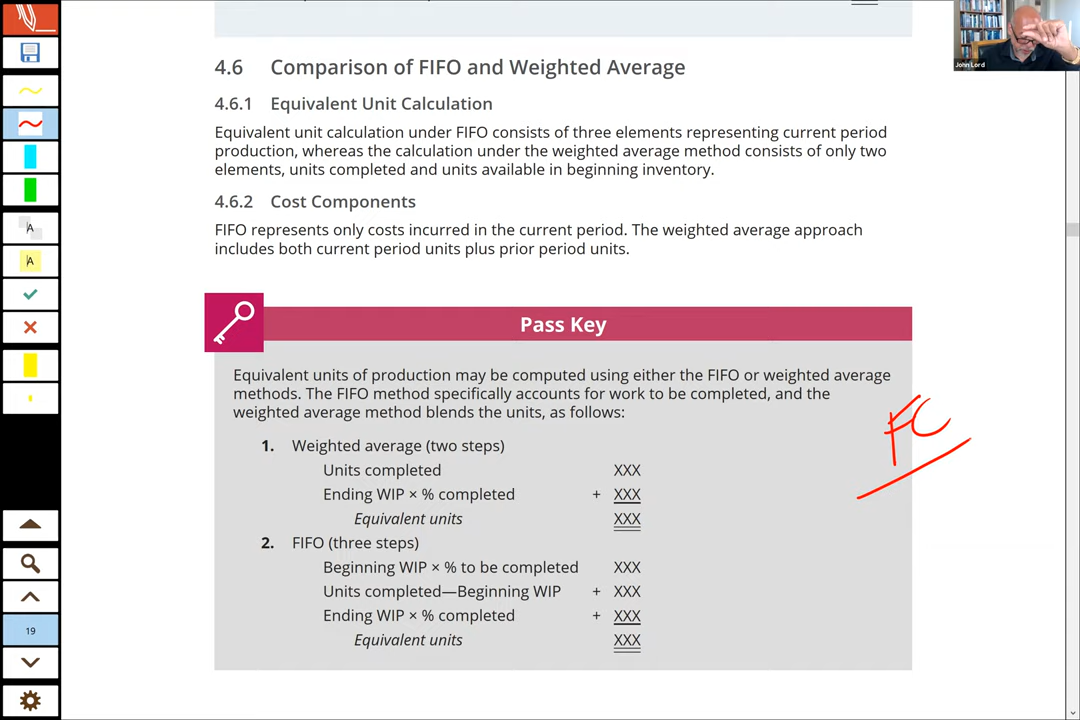 John Lord
4.6 Comparison of FIFO and Weighted Average
4.6.1 Equivalent Unit Calculation
Equivalent unit calculation under FIFO consists of three elements representing current period
production, whereas the calculation under the weighted average method consists of only two
elements, units completed and units available in beginning inventory.
4.6.2 Cost Components
FIFO represents only costs incurred in the current period. The weighted average approach
includes both current period units plus prior period units.
Pass Key
Equivalent units of production may be computed using either the FIFO or weighted average
methods. The FIFO method specifically accounts for work to be completed, and the
weighted average method blends the units, as follows:
FC
1. Weighted average (two steps)
Units completed XXX
Ending WIP × % completed + XXX
Equivalent units XXX
2. FIFO (three steps)
Beginning WIP × % to be completed XXX
Units completed—Beginning WIP + XXX
Ending WIP × % completed + XXX
Equivalent units XXX
A
A
19